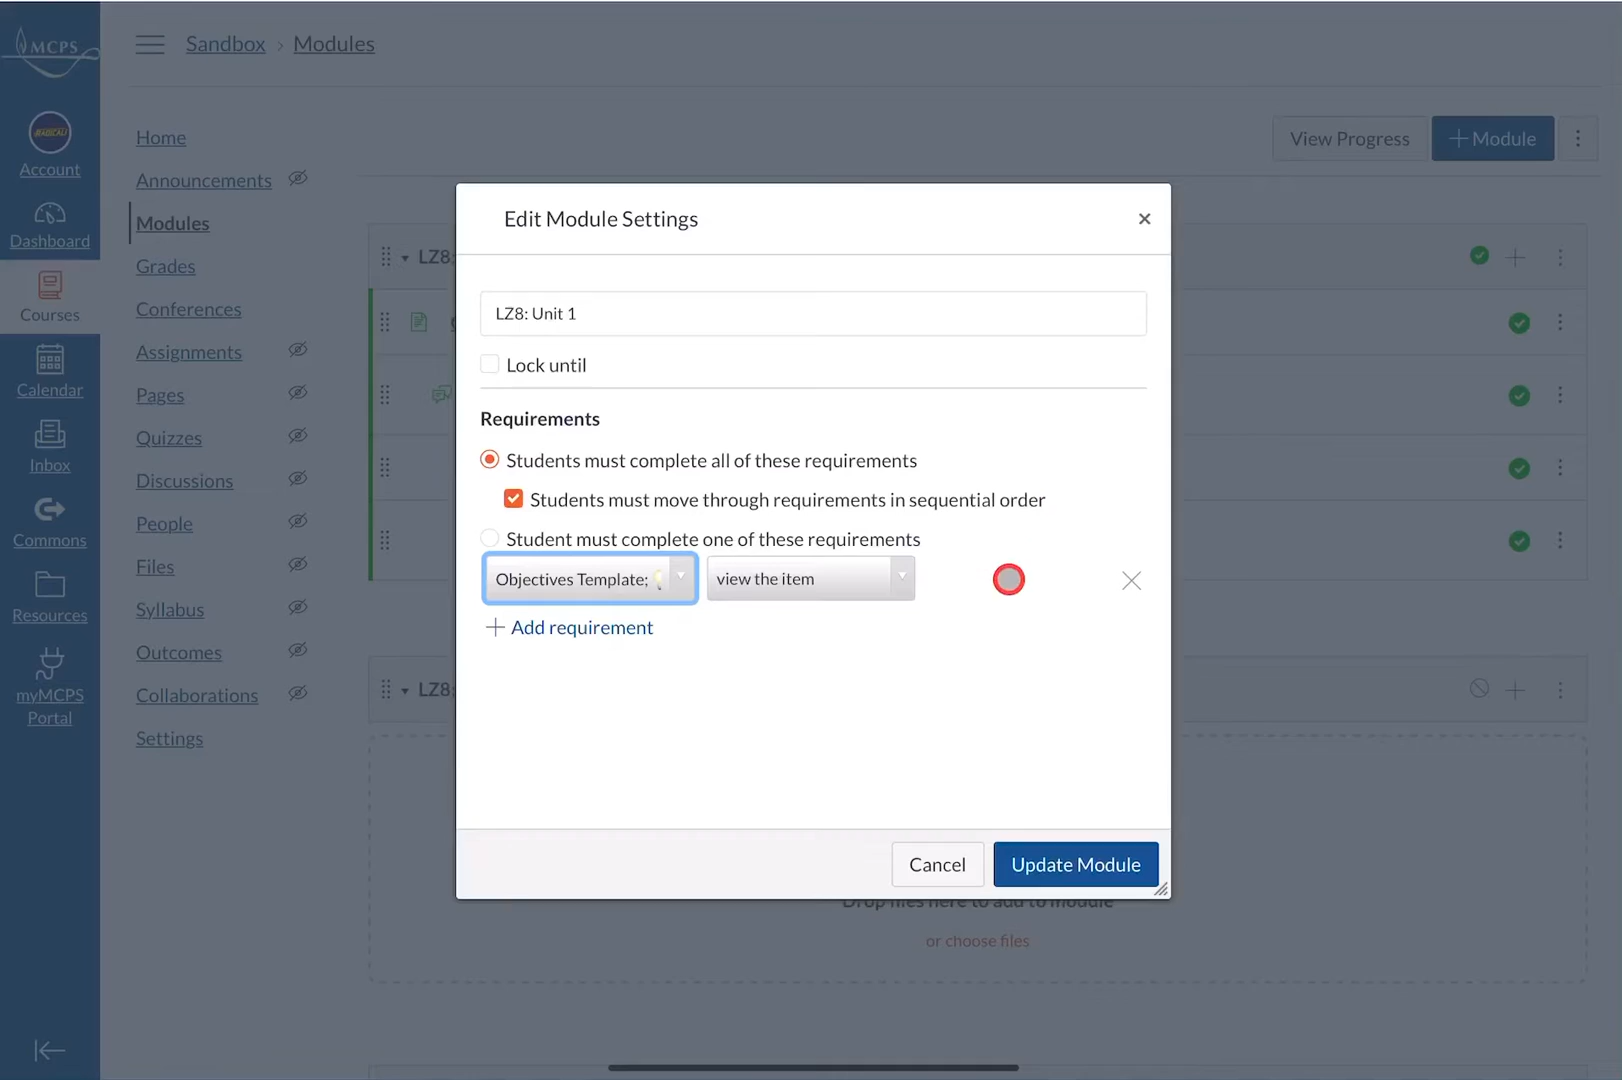 MCPS
Sandbox › Modules
Account
Dashboard
Courses
Calendar
Inbox
Commons
Resources
myMCPS
Portal
Home
Announcements
Modules
Grades
Conferences
Assignments
Pages
Quizzes
Discussions
People
Files
Syllabus
Outcomes
Collaborations
Settings
View Progress
+ Module
LZ8:
Edit Module Settings
LZ8: Unit 1
Lock until
Requirements
Students must complete all of these requirements
Students must move through requirements in sequential order
Student must complete one of these requirements
Objectives Template;
view the item
+ Add requirement
LZ8:
Cancel
Update Module
Drop files here to add to module
or choose files